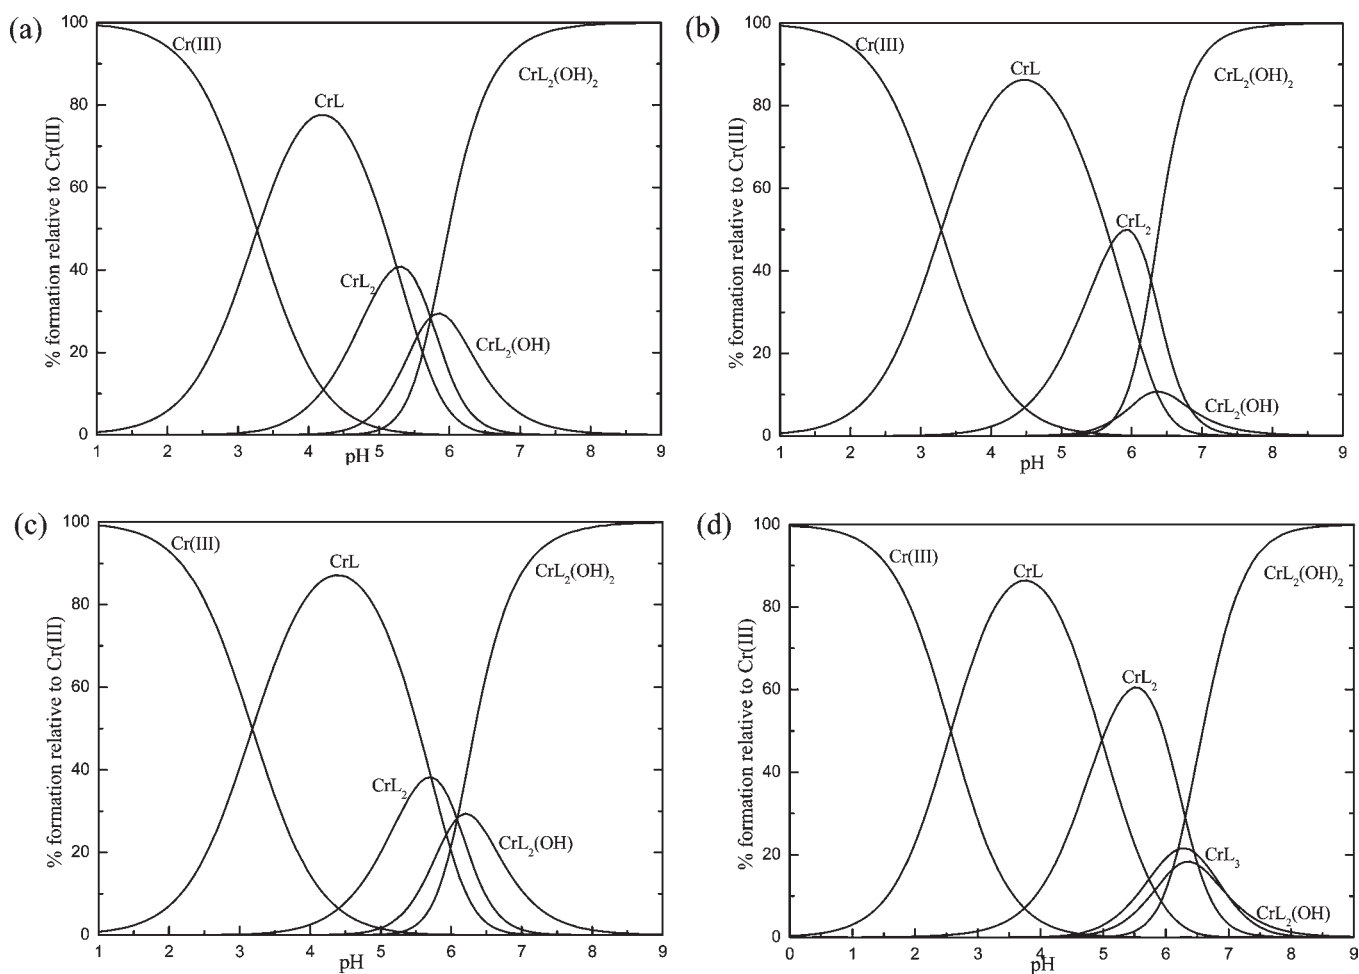 (a)
% formation relative to Cr(III)
100
80
60
40
20
0
Cr(III)
CrL
CrL₂
CrL₂(OH)
CrL₂(OH)₂
1 2 3 4 5 6 7 8 9
pH
(b)
% formation relative to Cr(III)
100
80
60
40
20
0
Cr(III)
CrL
CrL₂
CrL₂(OH)
CrL₂(OH)₂
1 2 3 4 5 6 7 8 9
pH
(c)
% formation relative to Cr(III)
100
80
60
40
20
0
Cr(III)
CrL
CrL₂
CrL₂(OH)
CrL₂(OH)₂
1 2 3 4 5 6 7 8 9
pH
(d)
% formation relative to Cr(III)
100
80
60
40
20
0
Cr(III)
CrL
CrL₂
CrL₃
CrL₂(OH)
CrL₂(OH)₂
0 1 2 3 4 5 6 7 8 9
pH